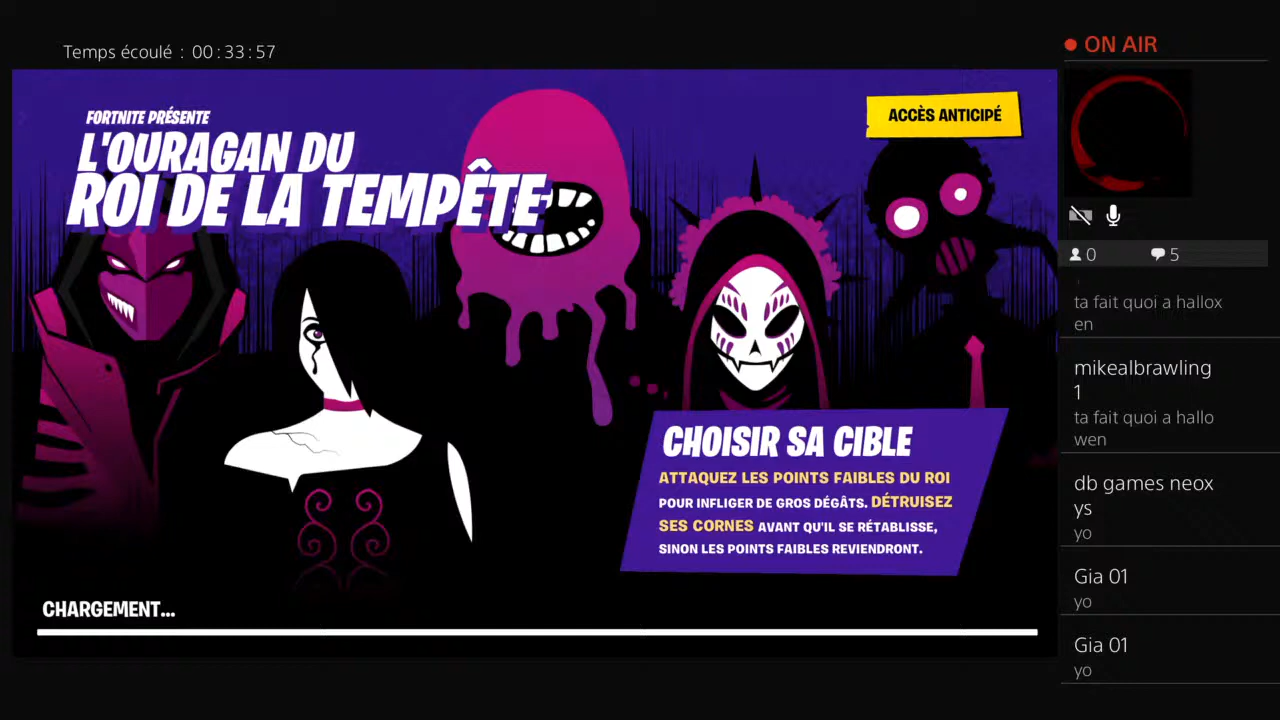 Temps écoulé : 00:33:57
ON AIR
FORTNITE PRÉSENTE
L'OURAGAN DU
ROI DE LA TEMPÊTE
ACCÈS ANTICIPÉ
CHOISIR SA CIBLE
ATTAQUEZ LES POINTS FAIBLES DU ROI
POUR INFLIGER DE GROS DÉGÂTS. DÉTRUISEZ
SES CORNES AVANT QU'IL SE RÉTABLISSE,
SINON LES POINTS FAIBLES REVIENDRONT.
CHARGEMENT...
0
5
ta fait quoi a hallox
en
mikealbrawling
1
ta fait quoi a hallo
wen
db games neox
ys
yo
Gia 01
yo
Gia 01
yo